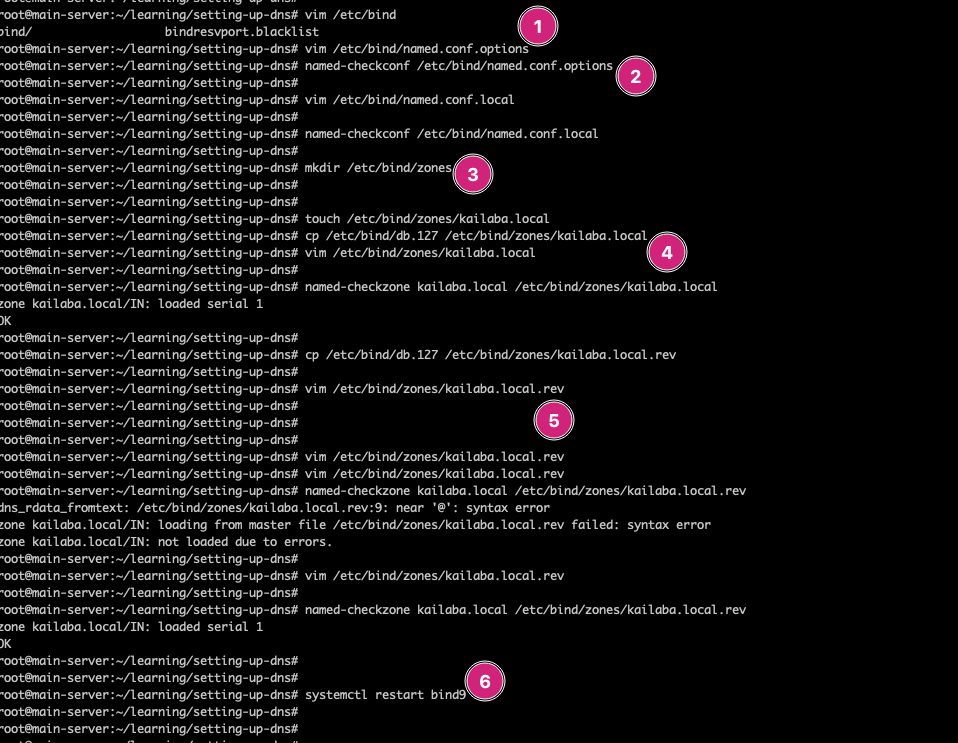 root@main-server:~/learning/setting-up-dns#
root@main-server:~/learning/setting-up-dns# vim /etc/bind
bind/ bindresvport.blacklist
1
root@main-server:~/learning/setting-up-dns# vim /etc/bind/named.conf.options
root@main-server:~/learning/setting-up-dns# named-checkconf /etc/bind/named.conf.options
2
root@main-server:~/learning/setting-up-dns#
root@main-server:~/learning/setting-up-dns# vim /etc/bind/named.conf.local
root@main-server:~/learning/setting-up-dns#
root@main-server:~/learning/setting-up-dns# named-checkconf /etc/bind/named.conf.local
root@main-server:~/learning/setting-up-dns#
root@main-server:~/learning/setting-up-dns# mkdir /etc/bind/zones
3
root@main-server:~/learning/setting-up-dns#
root@main-server:~/learning/setting-up-dns#
root@main-server:~/learning/setting-up-dns# touch /etc/bind/zones/kailaba.local
root@main-server:~/learning/setting-up-dns# cp /etc/bind/db.127 /etc/bind/zones/kailaba.local
root@main-server:~/learning/setting-up-dns# vim /etc/bind/zones/kailaba.local
4
root@main-server:~/learning/setting-up-dns#
root@main-server:~/learning/setting-up-dns# named-checkzone kailaba.local /etc/bind/zones/kailaba.local
zone kailaba.local/IN: loaded serial 1
OK
root@main-server:~/learning/setting-up-dns#
root@main-server:~/learning/setting-up-dns# cp /etc/bind/db.127 /etc/bind/zones/kailaba.local.rev
root@main-server:~/learning/setting-up-dns#
root@main-server:~/learning/setting-up-dns# vim /etc/bind/zones/kailaba.local.rev
root@main-server:~/learning/setting-up-dns#
root@main-server:~/learning/setting-up-dns#
5
root@main-server:~/learning/setting-up-dns#
root@main-server:~/learning/setting-up-dns# vim /etc/bind/zones/kailaba.local.rev
root@main-server:~/learning/setting-up-dns# vim /etc/bind/zones/kailaba.local.rev
root@main-server:~/learning/setting-up-dns# named-checkzone kailaba.local /etc/bind/zones/kailaba.local.rev
dns_rdata_fromtext: /etc/bind/zones/kailaba.local.rev:9: near '@': syntax error
zone kailaba.local/IN: loading from master file /etc/bind/zones/kailaba.local.rev failed: syntax error
zone kailaba.local/IN: not loaded due to errors.
root@main-server:~/learning/setting-up-dns#
root@main-server:~/learning/setting-up-dns# vim /etc/bind/zones/kailaba.local.rev
root@main-server:~/learning/setting-up-dns#
root@main-server:~/learning/setting-up-dns# named-checkzone kailaba.local /etc/bind/zones/kailaba.local.rev
zone kailaba.local/IN: loaded serial 1
OK
root@main-server:~/learning/setting-up-dns#
root@main-server:~/learning/setting-up-dns#
6
root@main-server:~/learning/setting-up-dns# systemctl restart bind9
root@main-server:~/learning/setting-up-dns#
root@main-server:~/learning/setting-up-dns#
root@main-server:~/learning/setting-up-dns#